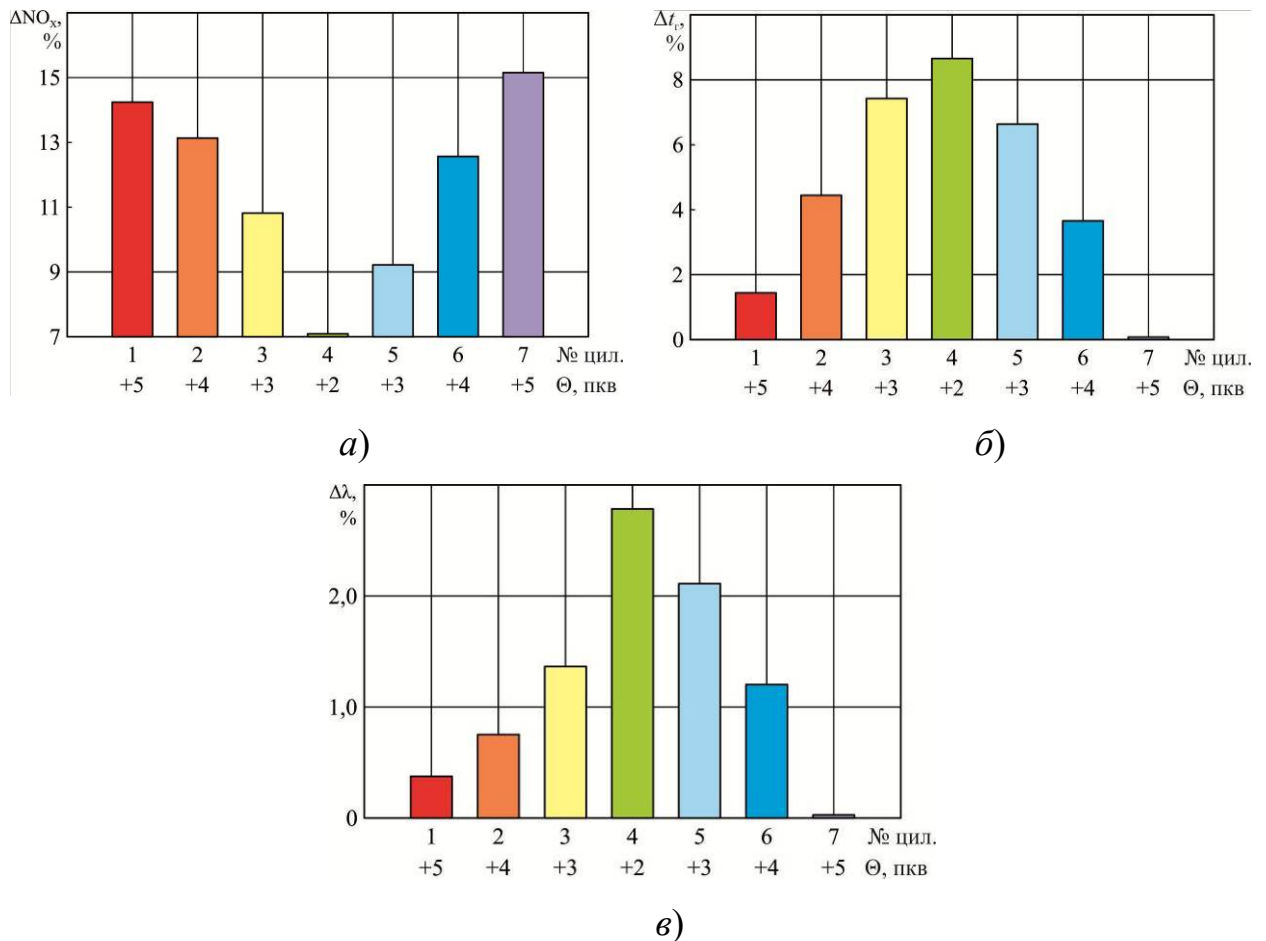 ΔNOₓ,
%
15
13
11
9
7
1 2 3 4 5 6 7 № цил.
+5 +4 +3 +2 +3 +4 +5 Θ, пкв
а)
Δtг,
%
8
6
4
2
0
1 2 3 4 5 6 7 № цил.
+5 +4 +3 +2 +3 +4 +5 Θ, пкв
б)
Δλ,
%
2,0
1,0
0
1 2 3 4 5 6 7 № цил.
+5 +4 +3 +2 +3 +4 +5 Θ, пкв
в)